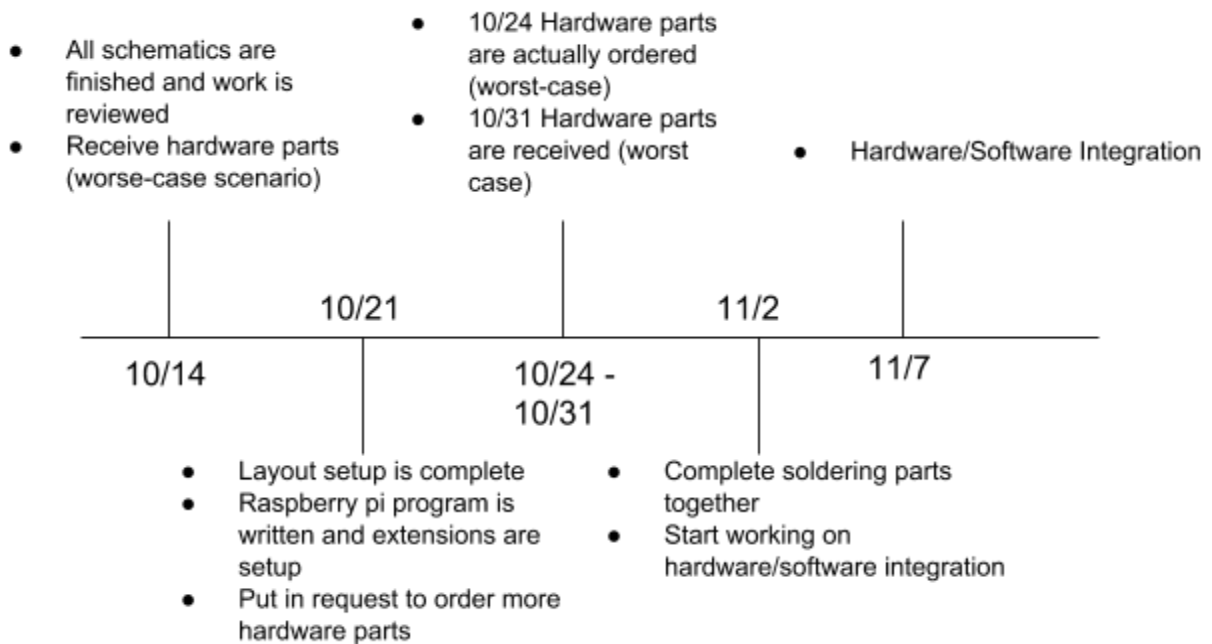 ● All schematics are
finished and work is
reviewed
● Receive hardware parts
(worse-case scenario)
● 10/24 Hardware parts
are actually ordered
(worst-case)
● 10/31 Hardware parts
are received (worst
case)
● Hardware/Software Integration
10/14
10/21
10/24 -
10/31
11/2
11/7
● Layout setup is complete
● Raspberry pi program is
written and extensions are
setup
● Put in request to order more
hardware parts
● Complete soldering parts
together
● Start working on
hardware/software integration